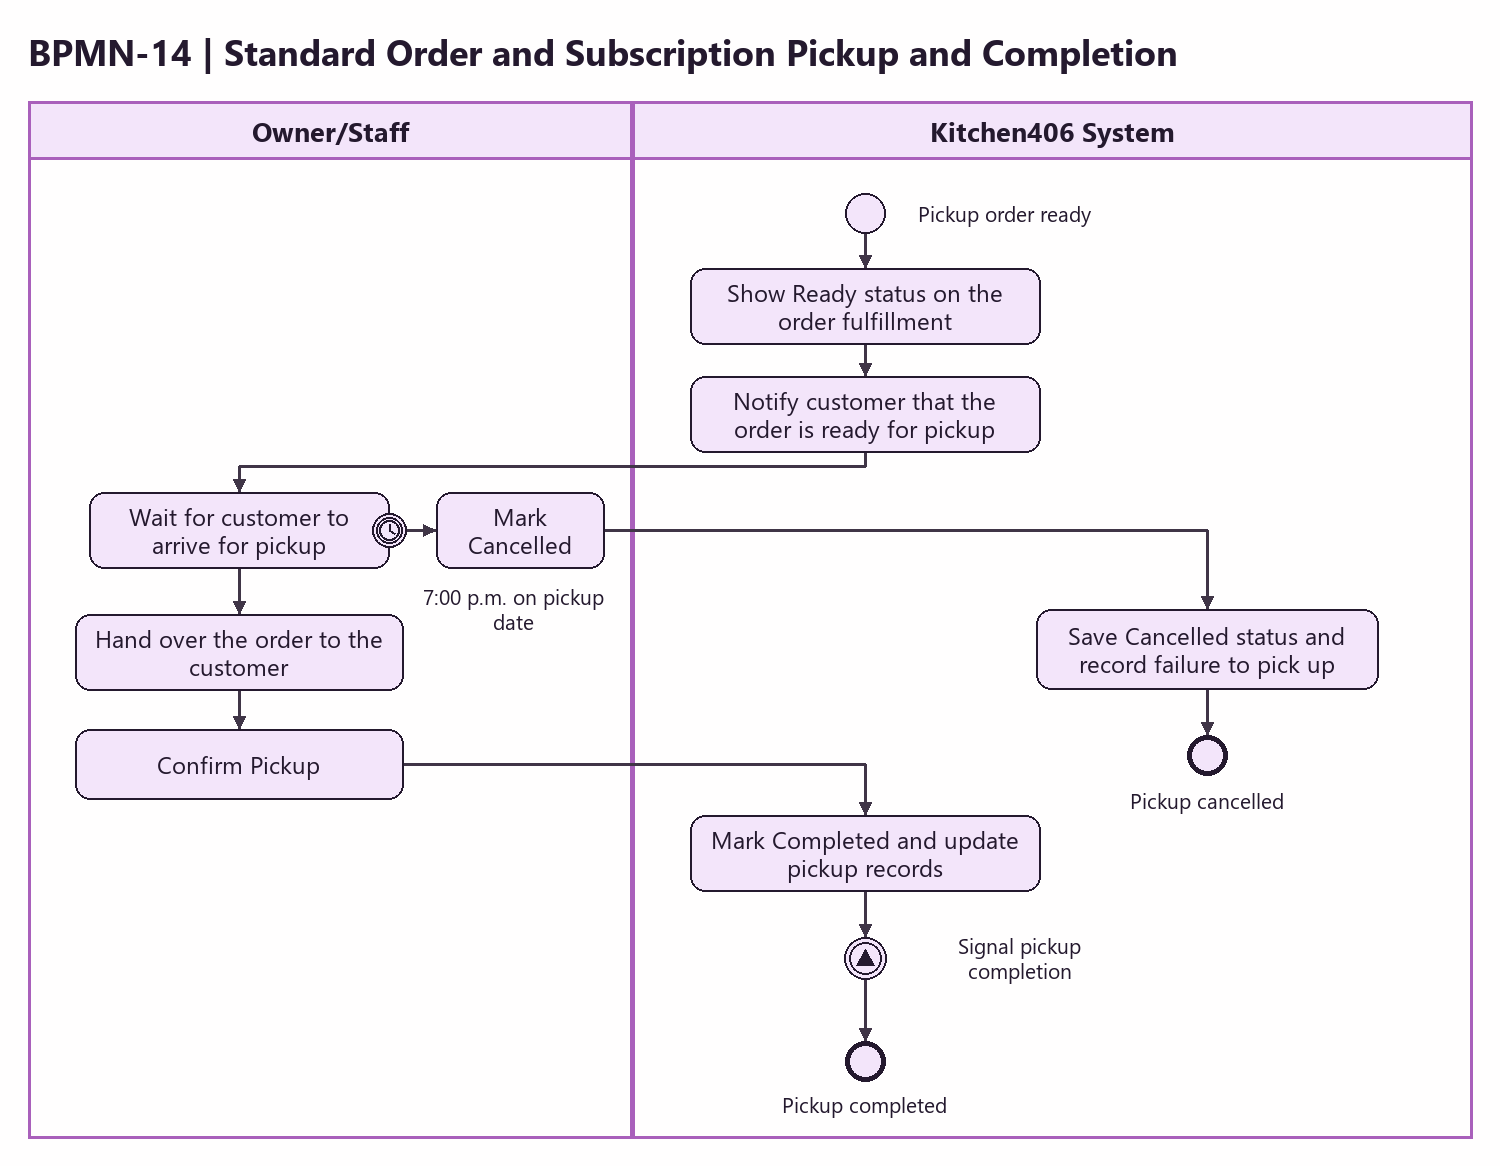 BPMN-14 | Standard Order and Subscription Pickup and Completion
Owner/Staff
Kitchen406 System
Pickup order ready
Show Ready status on the
order fulfillment
Notify customer that the
order is ready for pickup
Wait for customer to
arrive for pickup
Mark
Cancelled
7:00 p.m. on pickup
date
Hand over the order to the
customer
Save Cancelled status and
record failure to pick up
Confirm Pickup
Pickup cancelled
Mark Completed and update
pickup records
Signal pickup
completion
Pickup completed